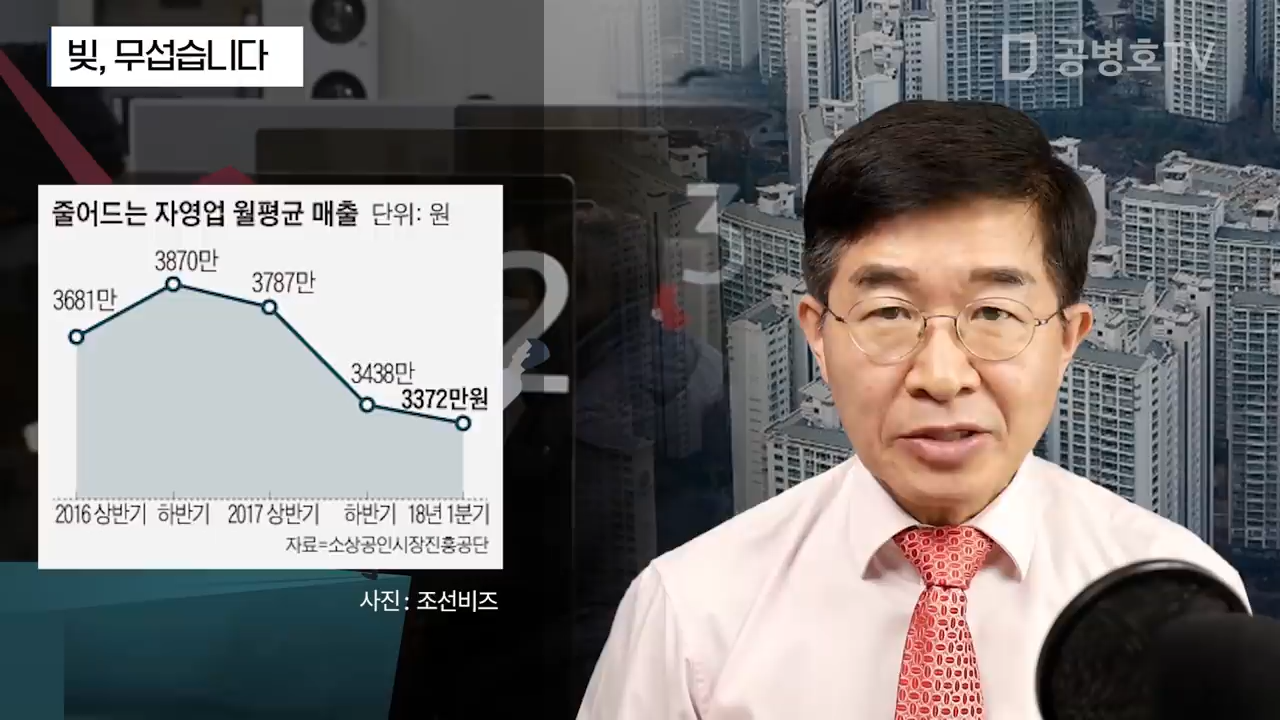 빚, 무섭습니다
공병호TV
줄어드는 자영업 월평균 매출 단위: 원
3681만
3870만
3787만
3438만
3372만원
2016 상반기 하반기 2017 상반기 하반기 18년 1분기
자료=소상공인시장진흥공단
사진 : 조선비즈
2
3